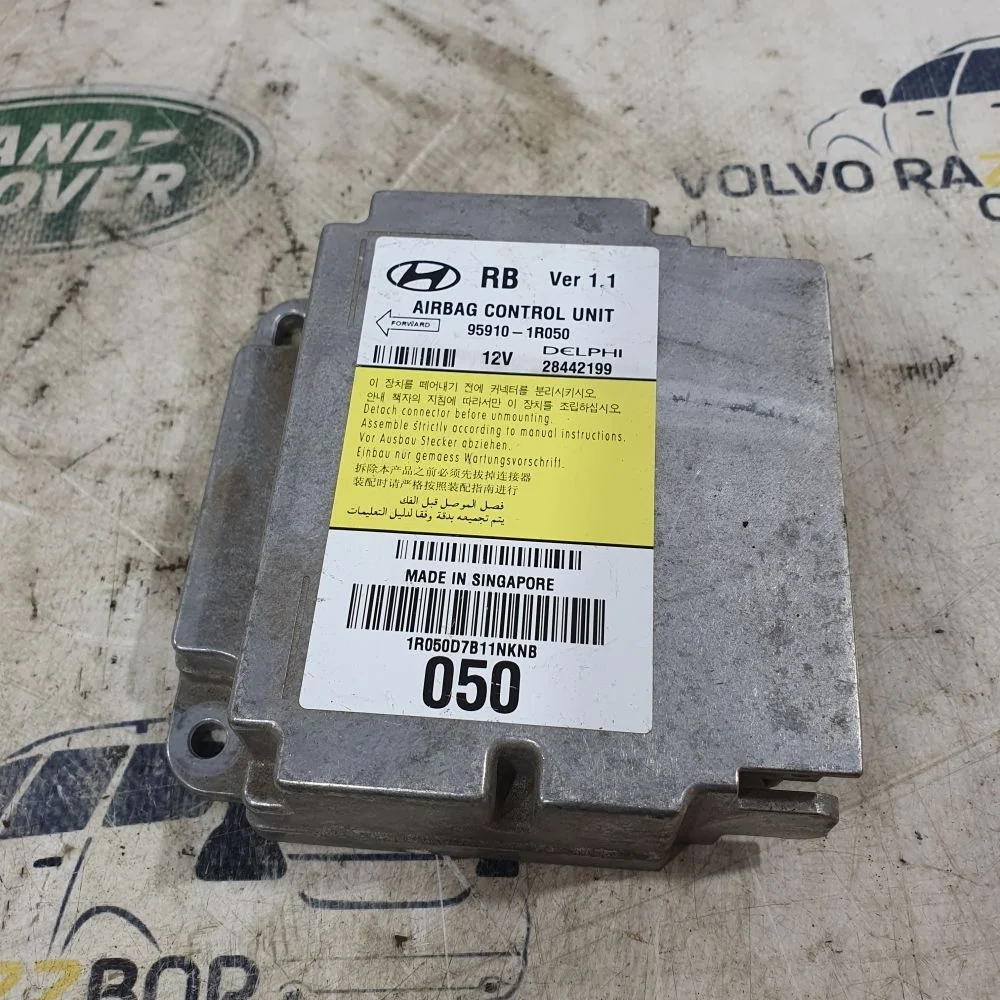 LAND-
ROVER
VOLVO RAZ
RB Ver 1.1
AIRBAG CONTROL UNIT
FORWARD
95910-1R050
12V DELPHI
28442199
이 장치를 떼어내기 전에 커넥터를 분리시키시오.
안내 책자의 지침에 따라서만 이 장치를 조립하십시오.
Detach connector before unmounting.
Assemble strictly according to manual instructions.
Vor Ausbau Stecker abziehen.
Einbau nur gemaess Wartungsvorschrift.
拆除本产品之前必须先拔掉连接器
装配时请严格按照装配指南进行
فصل الموصل قبل الفك
يتم تجميعه بدقة وفقا لدليل التعليمات
MADE IN SINGAPORE
1R050D7B11NKNB
050
ZZBOR